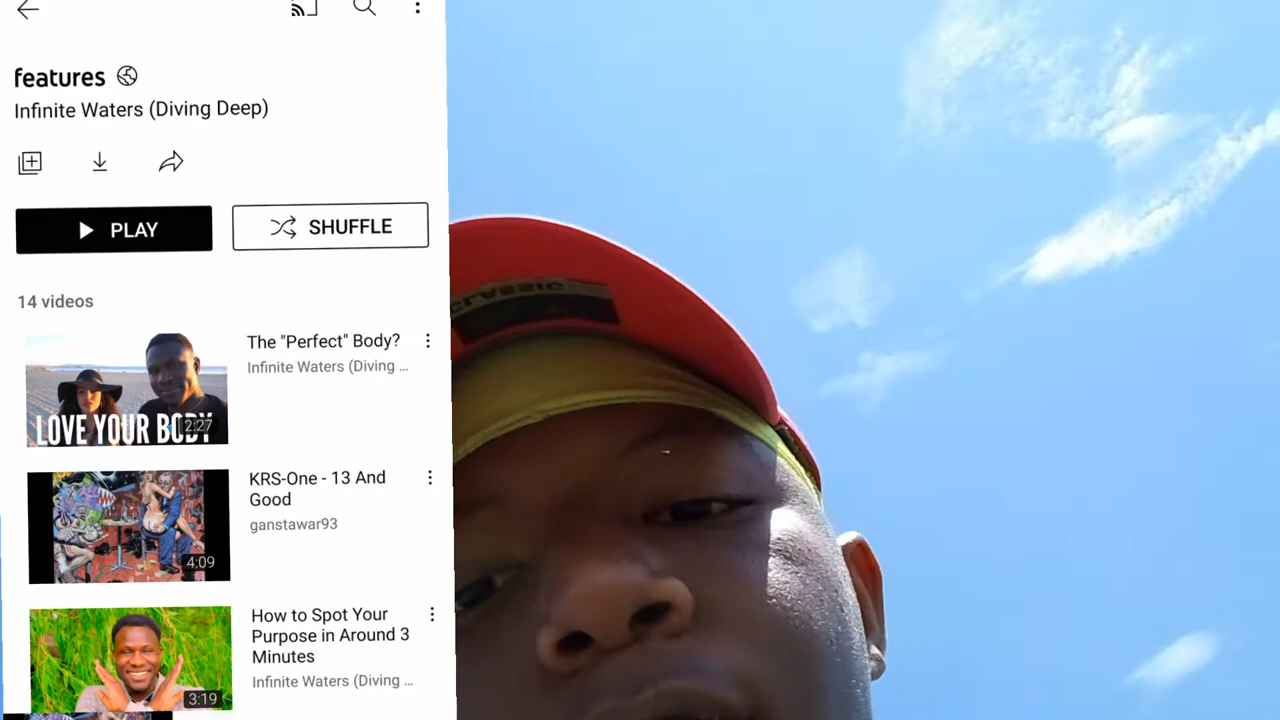 features
Infinite Waters (Diving Deep)
PLAY
SHUFFLE
14 videos
LOVE YOUR BODY
2:27
The "Perfect" Body?
Infinite Waters (Diving ...
4:09
KRS-One - 13 And
Good
ganstawar93
3:19
How to Spot Your
Purpose in Around 3
Minutes
Infinite Waters (Diving ...
CLASSIC